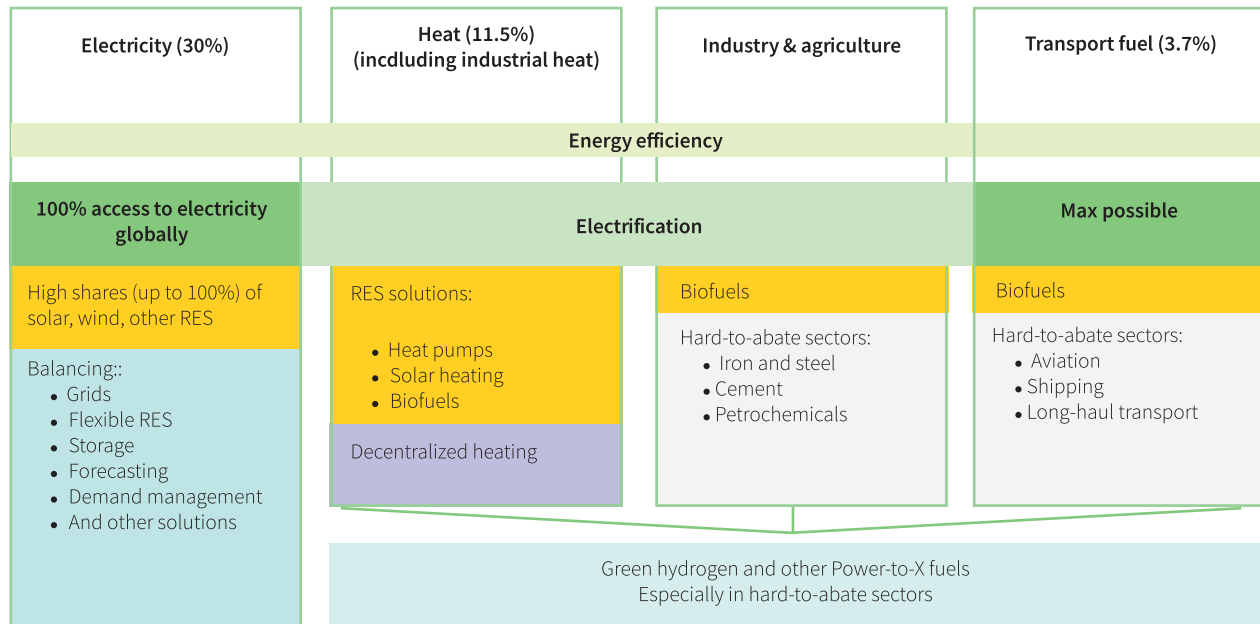 Electricity (30%)
Heat (11.5%)
(incdluding industrial heat)
Industry & agriculture
Transport fuel (3.7%)
Energy efficiency
100% access to electricity
globally
Electrification
Max possible
High shares (up to 100%) of
solar, wind, other RES
Balancing::
• Grids
• Flexible RES
• Storage
• Forecasting
• Demand management
• And other solutions
RES solutions:
• Heat pumps
• Solar heating
• Biofuels
Decentralized heating
Biofuels
Hard-to-abate sectors:
• Iron and steel
• Cement
• Petrochemicals
Biofuels
Hard-to-abate sectors:
• Aviation
• Shipping
• Long-haul transport
Green hydrogen and other Power-to-X fuels
Especially in hard-to-abate sectors